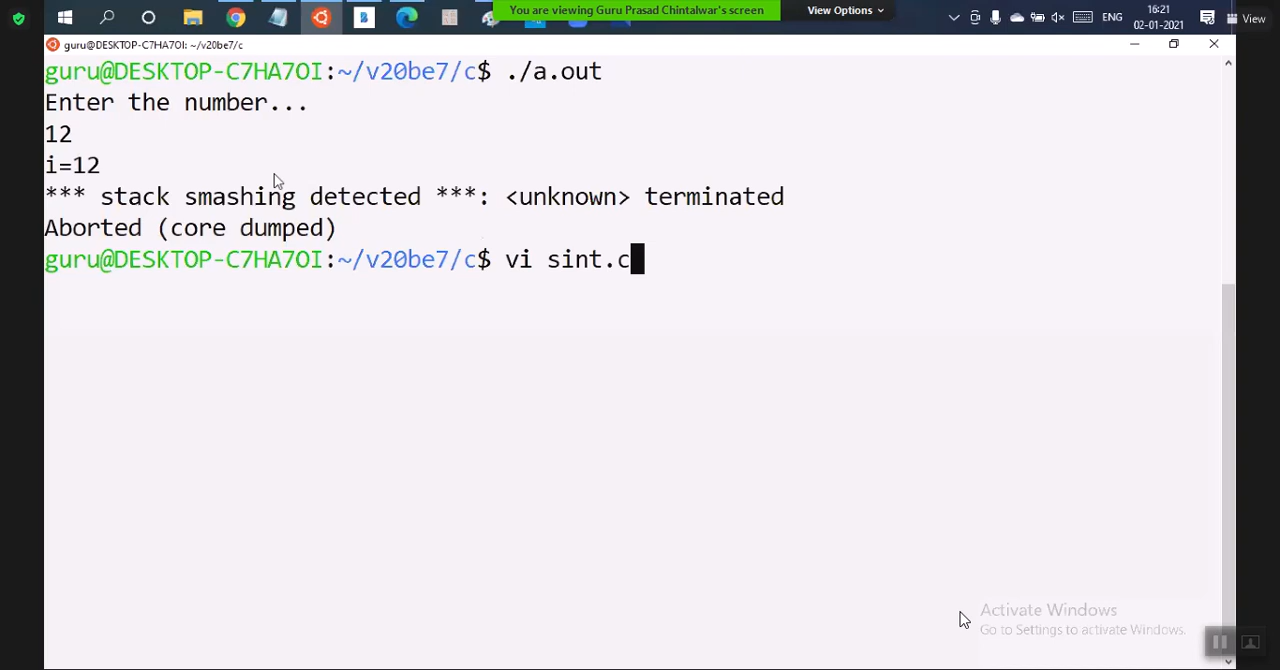 You are viewing Guru Prasad Chintalwar's screen
View Options
ENG
16:21
02-01-2021
View
guru@DESKTOP-C7HA7OI: ~/v20be7/c
guru@DESKTOP-C7HA7OI:~/v20be7/c$ ./a.out
Enter the number...
12
i=12
*** stack smashing detected ***: <unknown> terminated
Aborted (core dumped)
guru@DESKTOP-C7HA7OI:~/v20be7/c$ vi sint.c
Activate Windows
Go to Settings to activate Windows.